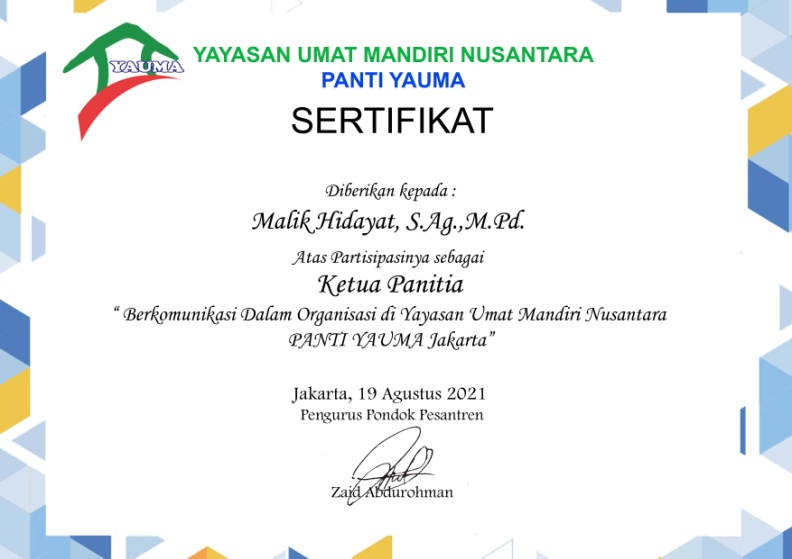 YAUMA
YAYASAN UMAT MANDIRI NUSANTARA
PANTI YAUMA
SERTIFIKAT
Diberikan kepada :
Malik Hidayat, S.Ag.,M.Pd.
Atas Partisipasinya sebagai
Ketua Panitia
“ Berkomunikasi Dalam Organisasi di Yayasan Umat Mandiri Nusantara
PANTI YAUMA Jakarta”
Jakarta, 19 Agustus 2021
Pengurus Pondok Pesantren
Zaid Abdurohman